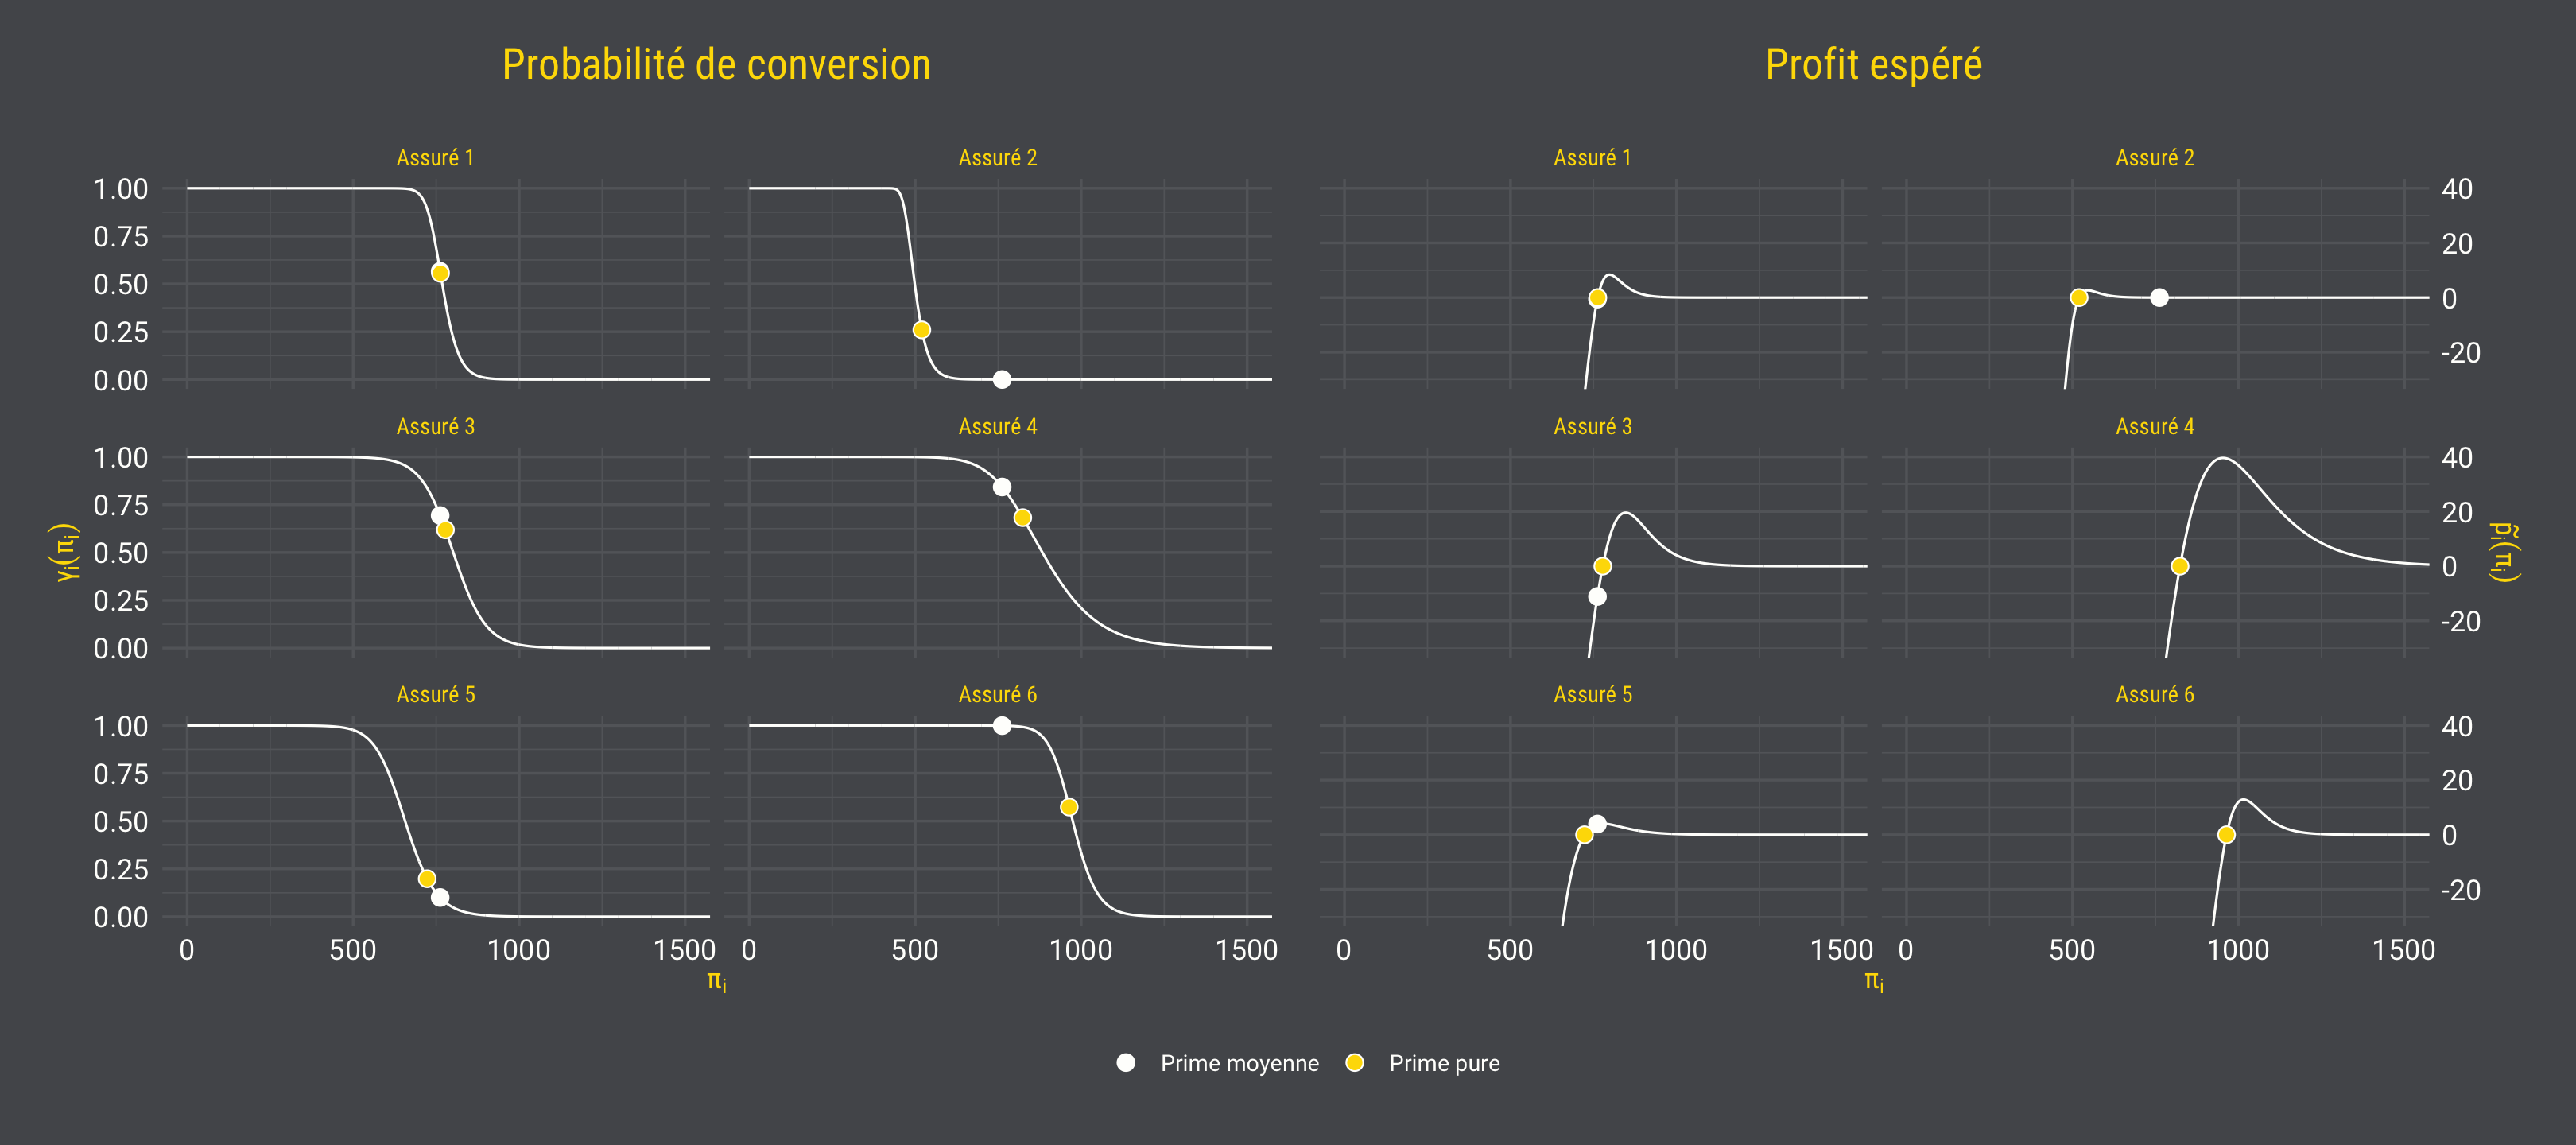 Probabilité de conversion
Profit espéré
Assuré 1
Assuré 2
Assuré 1
Assuré 2
1.00
0.75
0.50
0.25
0.00
40
20
0
-20
Assuré 3
Assuré 4
Assuré 3
Assuré 4
1.00
0.75
0.50
0.25
0.00
40
20
0
-20
γᵢ(πᵢ)
p̃ᵢ(πᵢ)
Assuré 5
Assuré 6
Assuré 5
Assuré 6
1.00
0.75
0.50
0.25
0.00
40
20
0
-20
0 500 1000 1500 0 500 1000 1500
0 500 1000 1500 0 500 1000 1500
πᵢ
πᵢ
Prime moyenne Prime pure